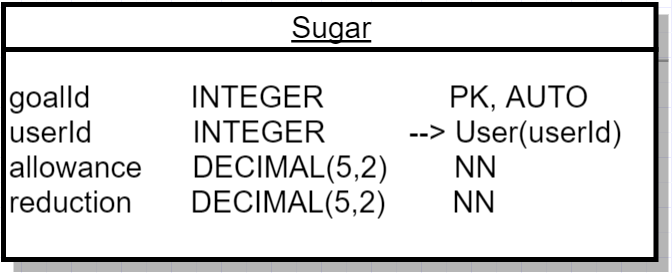 Sugar
goalId INTEGER PK, AUTO
userId INTEGER --> User(userId)
allowance DECIMAL(5,2) NN
reduction DECIMAL(5,2) NN